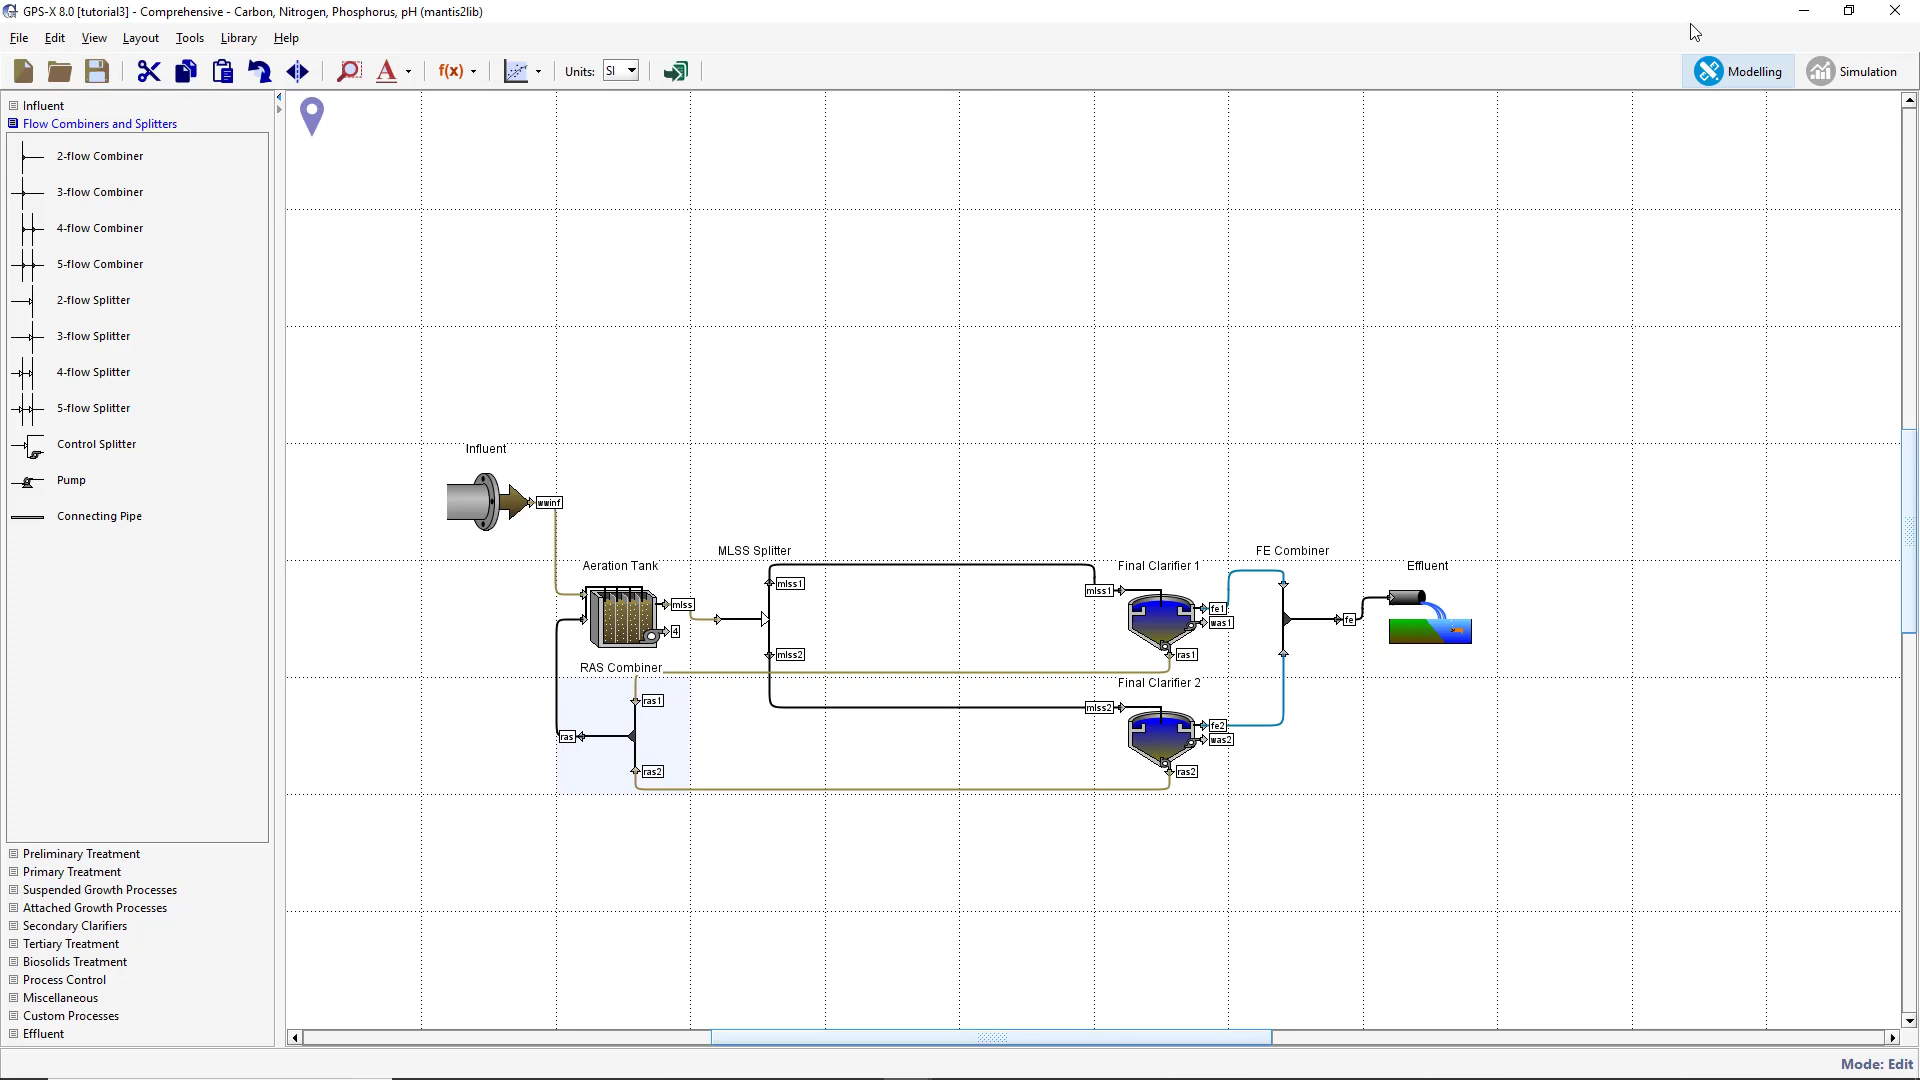 GPS-X 8.0 [tutorial3] - Comprehensive - Carbon, Nitrogen, Phosphorus, pH (mantis2lib)
File Edit View Layout Tools Library Help
A f(x) Units: SI Modelling Simulation
Influent
Flow Combiners and Splitters
2-flow Combiner
3-flow Combiner
4-flow Combiner
5-flow Combiner
2-flow Splitter
3-flow Splitter
4-flow Splitter
5-flow Splitter
Control Splitter
Pump
Connecting Pipe
Preliminary Treatment
Primary Treatment
Suspended Growth Processes
Attached Growth Processes
Secondary Clarifiers
Tertiary Treatment
Biosolids Treatment
Process Control
Miscellaneous
Custom Processes
Effluent
Influent
wwinf
MLSS Splitter
FE Combiner
Aeration Tank
Final Clarifier 1
Effluent
mlss1
mlss1
mlss
fe1
fe
was1
4
mlss2
ras1
RAS Combiner
Final Clarifier 2
ras1
mlss2
fe2
ras
was2
ras2
ras2
Mode: Edit